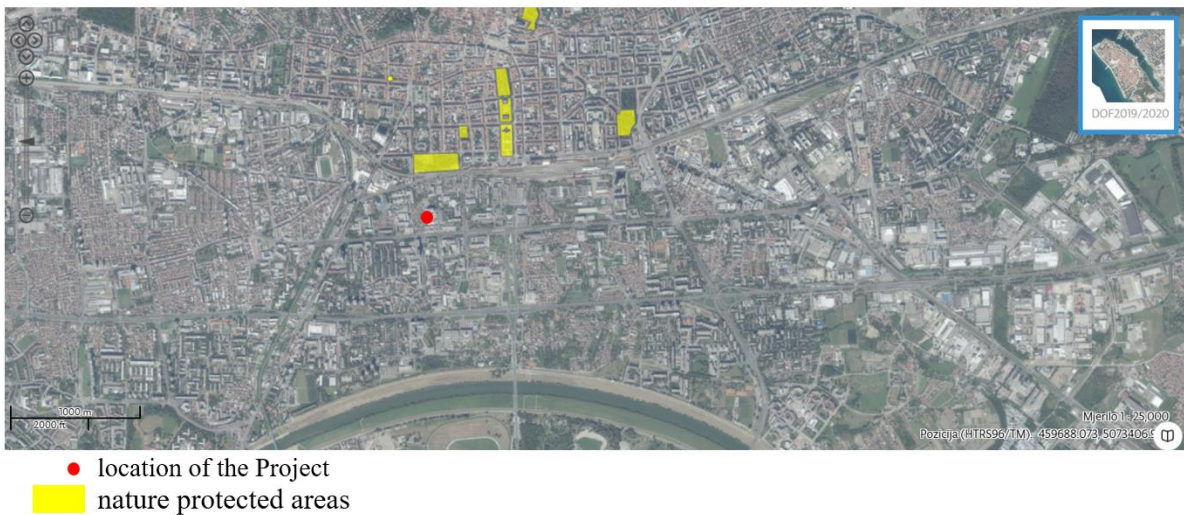 DOF2019/2020
1000 m
2000 ft
Mjerilo 1 : 25,000
Pozicija (HTRS96/TM): 459688.073, 5073406.9
location of the Project
nature protected areas